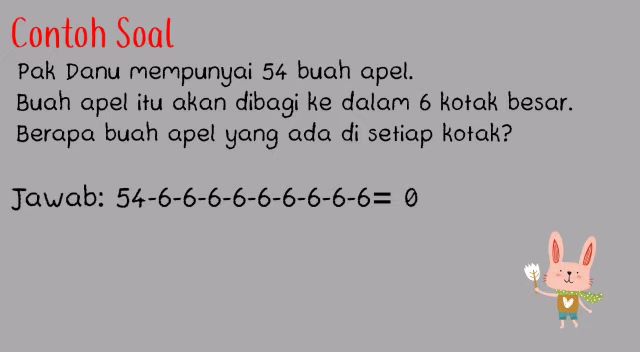 Contoh Soal
Pak Danu mempunyai 54 buah apel.
Buah apel itu akan dibagi ke dalam 6 kotak besar.
Berapa buah apel yang ada di setiap kotak?
Jawab: 54-6-6-6-6-6-6-6-6-6= 0